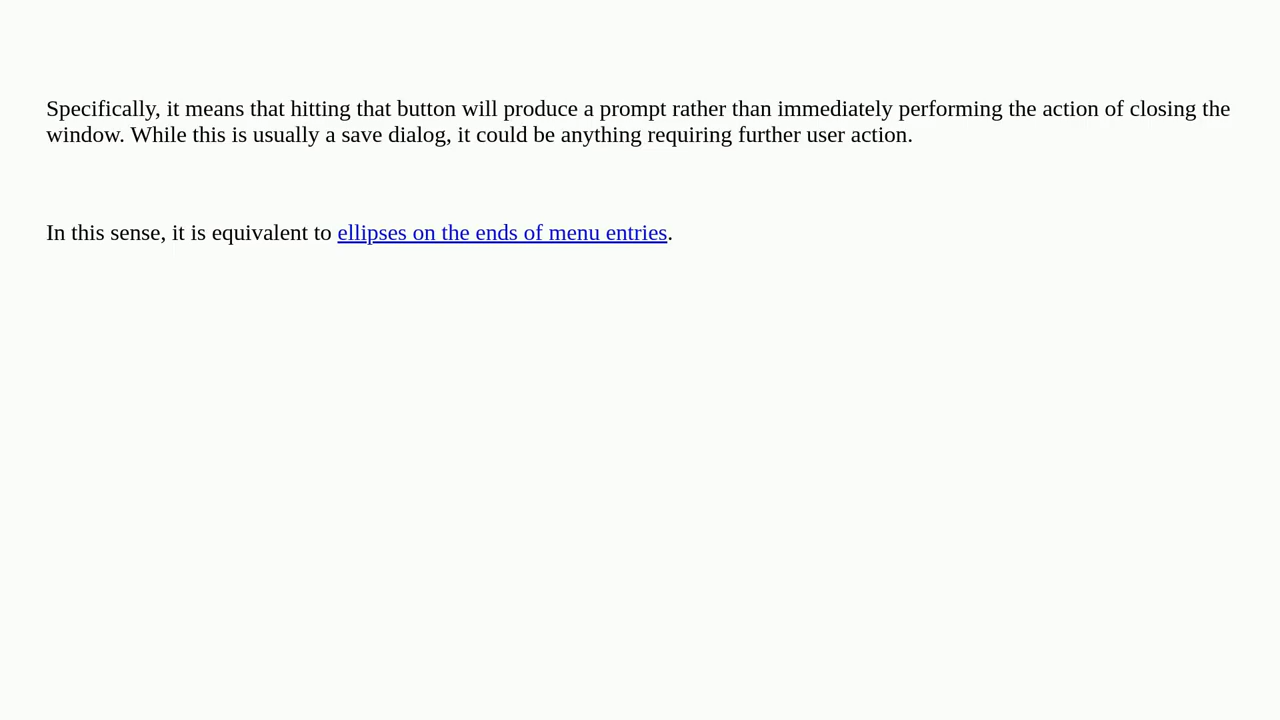 Specifically, it means that hitting that button will produce a prompt rather than immediately performing the action of closing the
window. While this is usually a save dialog, it could be anything requiring further user action.
In this sense, it is equivalent to ellipses on the ends of menu entries.